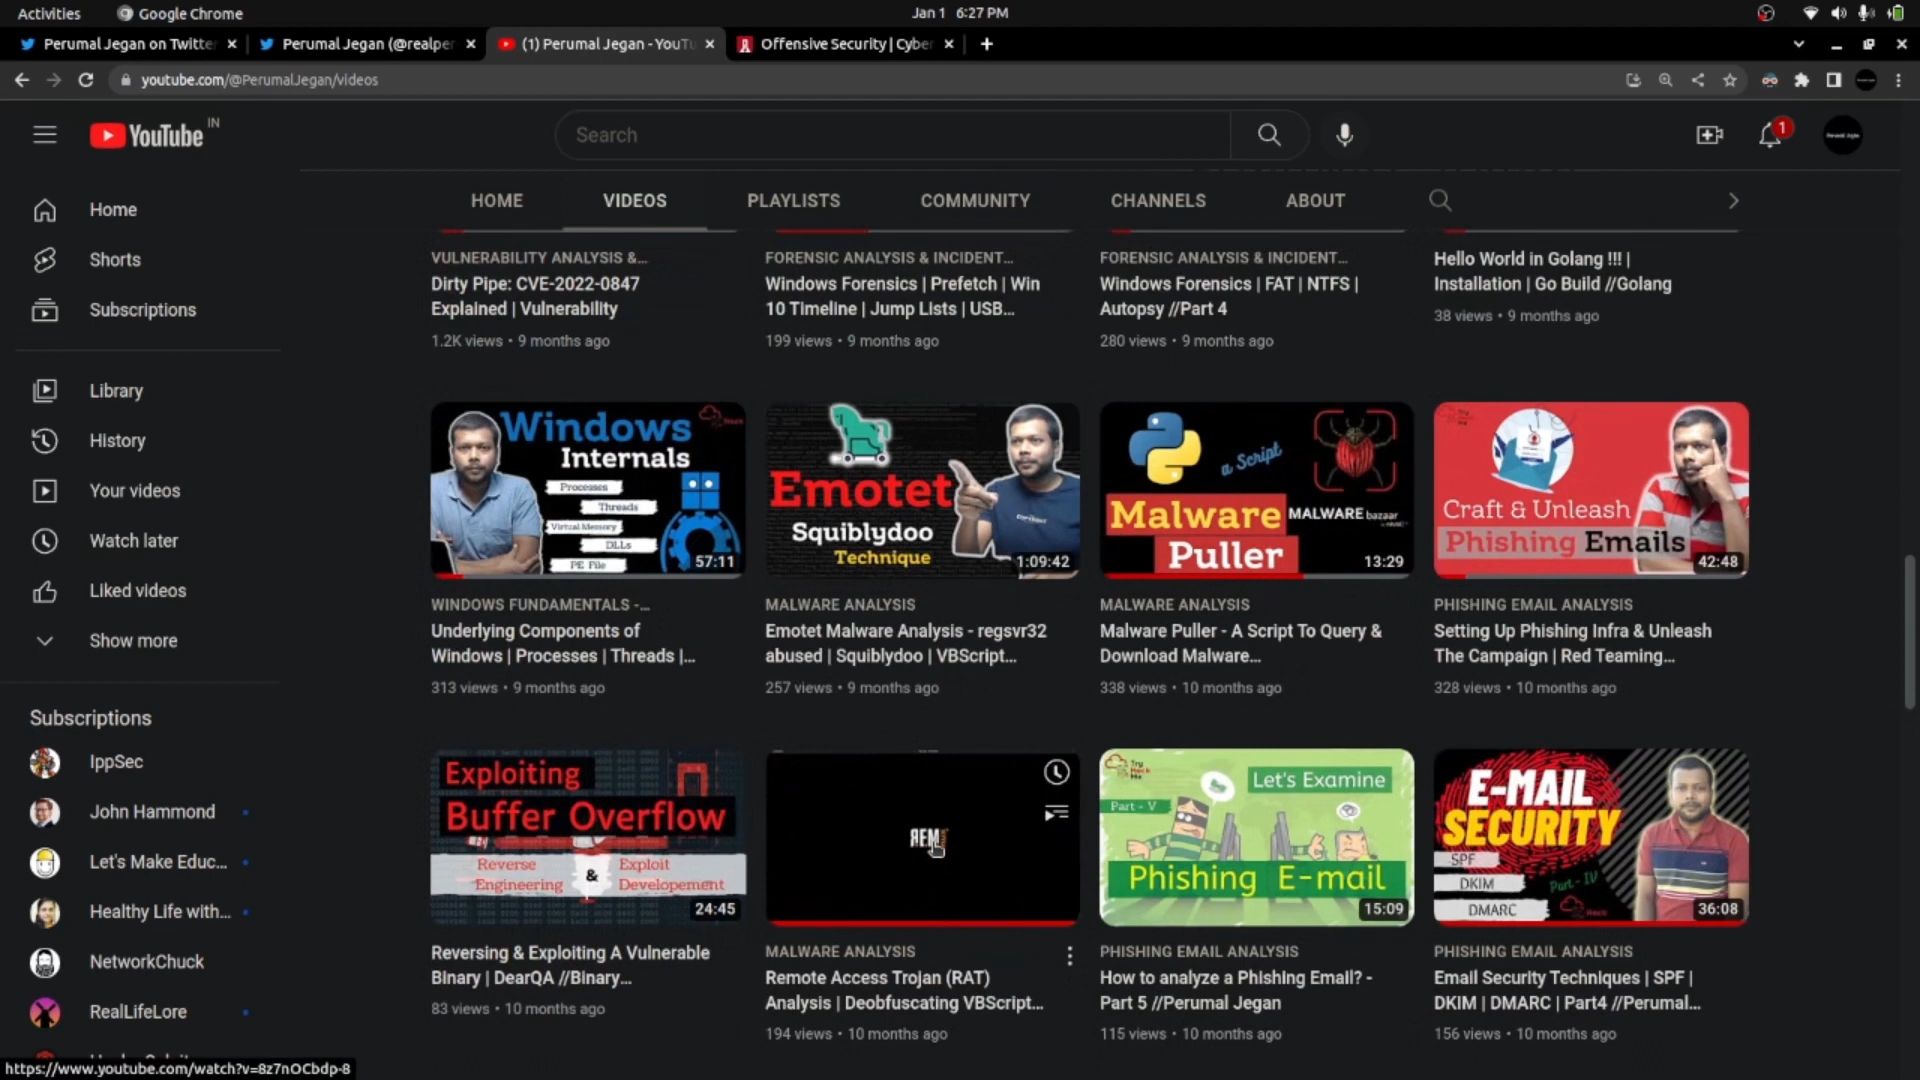 Activities
Google Chrome
Jan 1 6:27 PM
Perumal Jegan on Twitte
Perumal Jegan (@realper
(1) Perumal Jegan - YouTu
Offensive Security | Cyber
youtube.com/@PerumalJegan/videos
YouTube IN
Search
1
HOME
VIDEOS
PLAYLISTS
COMMUNITY
CHANNELS
ABOUT
Home
Shorts
Subscriptions
Library
History
Your videos
Watch later
Liked videos
Show more
Subscriptions
IppSec
John Hammond
Let's Make Educ...
Healthy Life with...
NetworkChuck
RealLifeLore
VULNERABILITY ANALYSIS &...
Dirty Pipe: CVE-2022-0847
Explained | Vulnerability
1.2K views • 9 months ago
FORENSIC ANALYSIS & INCIDENT...
Windows Forensics | Prefetch | Win
10 Timeline | Jump Lists | USB...
199 views • 9 months ago
FORENSIC ANALYSIS & INCIDENT...
Windows Forensics | FAT | NTFS |
Autopsy //Part 4
280 views • 9 months ago
Hello World in Golang !!! |
Installation | Go Build //Golang
38 views • 9 months ago
Windows
Internals
Processes
Threads
Virtual Memory
DLLs
PE File
57:11
WINDOWS FUNDAMENTALS -...
Underlying Components of
Windows | Processes | Threads |...
313 views • 9 months ago
Emotet
Squiblydoo
Technique
1:09:42
MALWARE ANALYSIS
Emotet Malware Analysis - regsvr32
abused | Squiblydoo | VBScript...
257 views • 9 months ago
a Script
Malware
Puller
MALWARE bazaar
13:29
MALWARE ANALYSIS
Malware Puller - A Script To Query &
Download Malware...
338 views • 10 months ago
Craft & Unleash
Phishing Emails
42:48
PHISHING EMAIL ANALYSIS
Setting Up Phishing Infra & Unleash
The Campaign | Red Teaming...
328 views • 10 months ago
Exploiting
Buffer Overflow
Reverse
Engineering
&
Exploit
Developement
24:45
Reversing & Exploiting A Vulnerable
Binary | DearQA //Binary...
83 views • 10 months ago
REM
MALWARE ANALYSIS
Remote Access Trojan (RAT)
Analysis | Deobfuscating VBScript...
194 views • 10 months ago
Try
Hack
Me
Let's Examine
Part - V
Phishing E-mail
15:09
PHISHING EMAIL ANALYSIS
How to analyze a Phishing Email? -
Part 5 //Perumal Jegan
115 views • 10 months ago
E-MAIL
SECURITY
SPF
DKIM
DMARC
Part-IV
36:08
PHISHING EMAIL ANALYSIS
Email Security Techniques | SPF |
DKIM | DMARC | Part4 //Perumal...
156 views • 10 months ago
https://www.youtube.com/watch?v=8z7nOCbdp-8